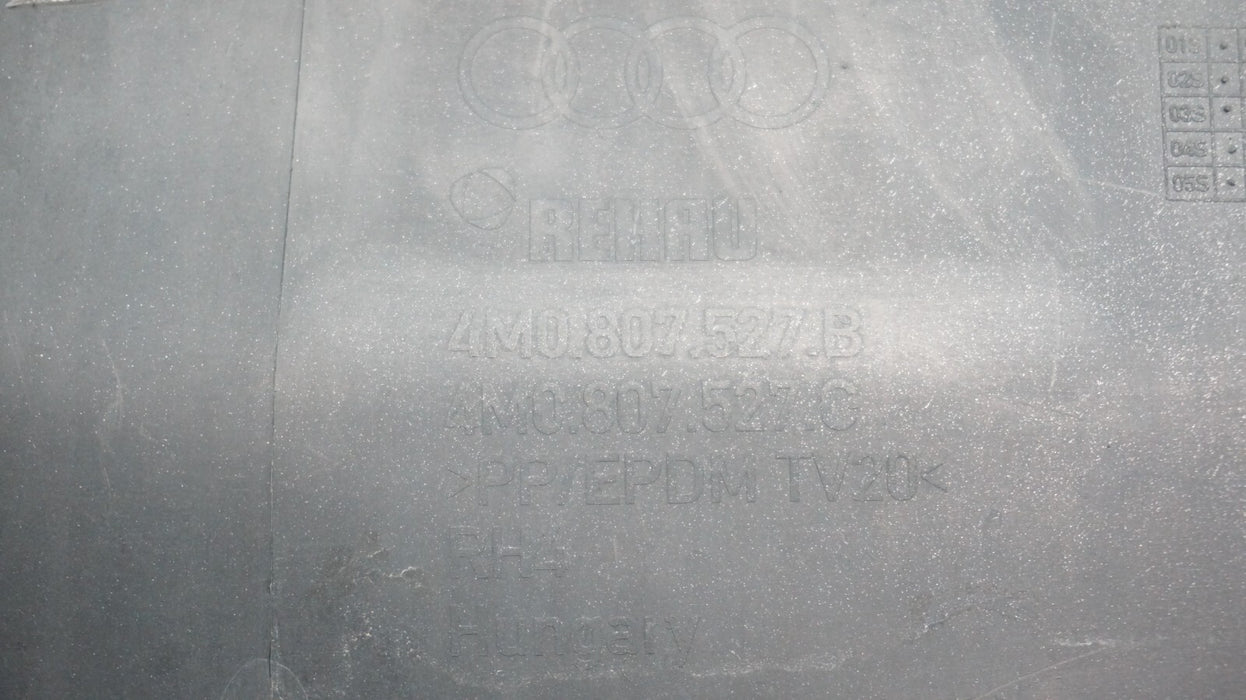 REHAU
4M0.807.527.B
4M0.807.527.C
>PP/EPDM TV20<
RH4
Hungary
01S
02S
03S
04S
05S